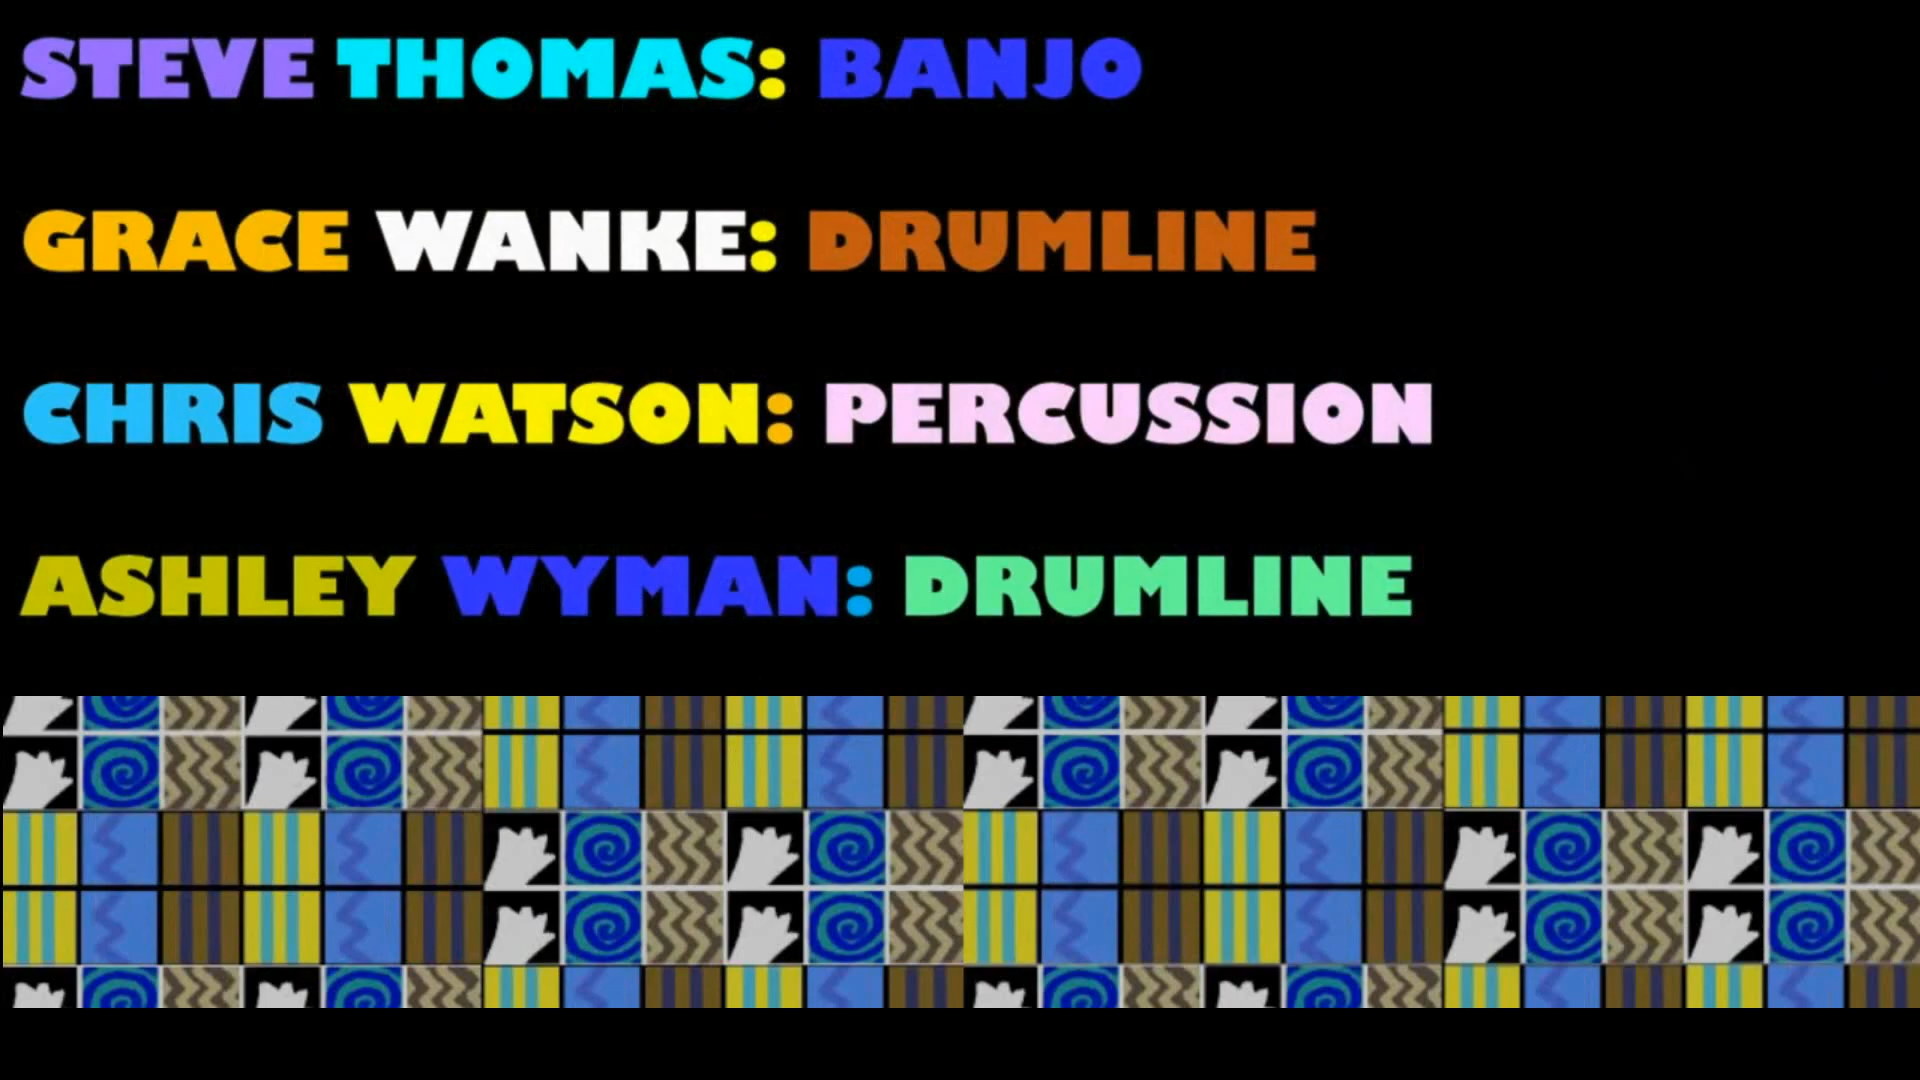 STEVE THOMAS: BANJO
GRACE WANKE: DRUMLINE
CHRIS WATSON: PERCUSSION
ASHLEY WYMAN: DRUMLINE